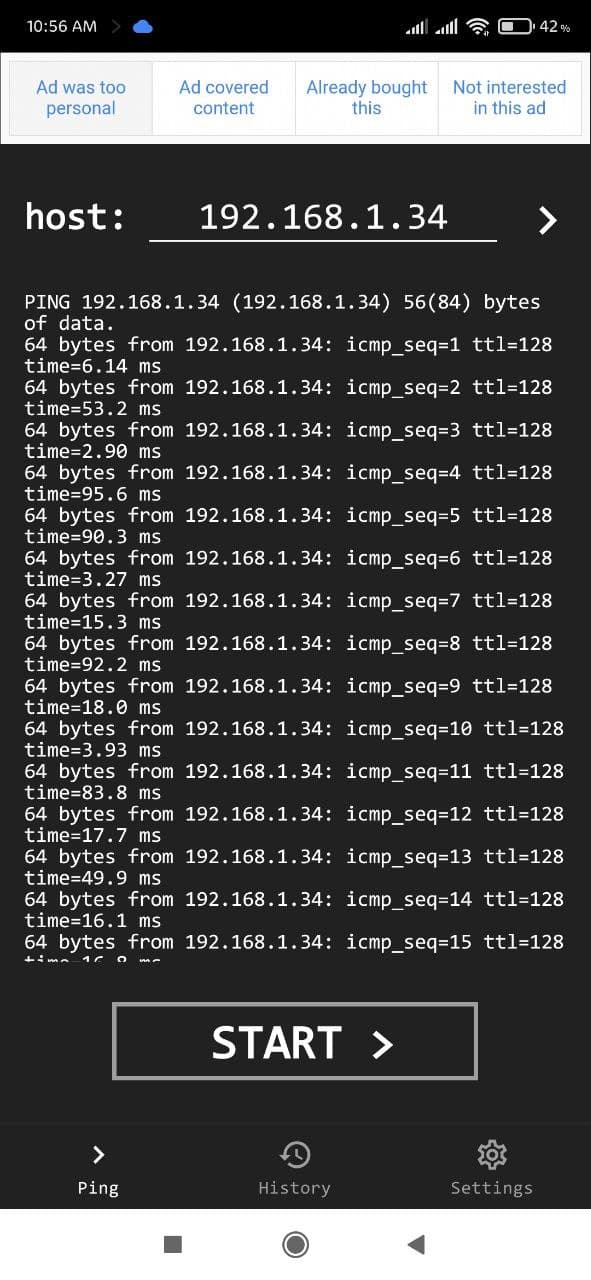 10:56 AM
42%
Ad was too
personal
Ad covered
content
Already bought
this
Not interested
in this ad
host: 192.168.1.34
PING 192.168.1.34 (192.168.1.34) 56(84) bytes
of data.
64 bytes from 192.168.1.34: icmp_seq=1 ttl=128
time=6.14 ms
64 bytes from 192.168.1.34: icmp_seq=2 ttl=128
time=53.2 ms
64 bytes from 192.168.1.34: icmp_seq=3 ttl=128
time=2.90 ms
64 bytes from 192.168.1.34: icmp_seq=4 ttl=128
time=95.6 ms
64 bytes from 192.168.1.34: icmp_seq=5 ttl=128
time=90.3 ms
64 bytes from 192.168.1.34: icmp_seq=6 ttl=128
time=3.27 ms
64 bytes from 192.168.1.34: icmp_seq=7 ttl=128
time=15.3 ms
64 bytes from 192.168.1.34: icmp_seq=8 ttl=128
time=92.2 ms
64 bytes from 192.168.1.34: icmp_seq=9 ttl=128
time=18.0 ms
64 bytes from 192.168.1.34: icmp_seq=10 ttl=128
time=3.93 ms
64 bytes from 192.168.1.34: icmp_seq=11 ttl=128
time=83.8 ms
64 bytes from 192.168.1.34: icmp_seq=12 ttl=128
time=17.7 ms
64 bytes from 192.168.1.34: icmp_seq=13 ttl=128
time=49.9 ms
64 bytes from 192.168.1.34: icmp_seq=14 ttl=128
time=16.1 ms
64 bytes from 192.168.1.34: icmp_seq=15 ttl=128
START
Ping
History
Settings